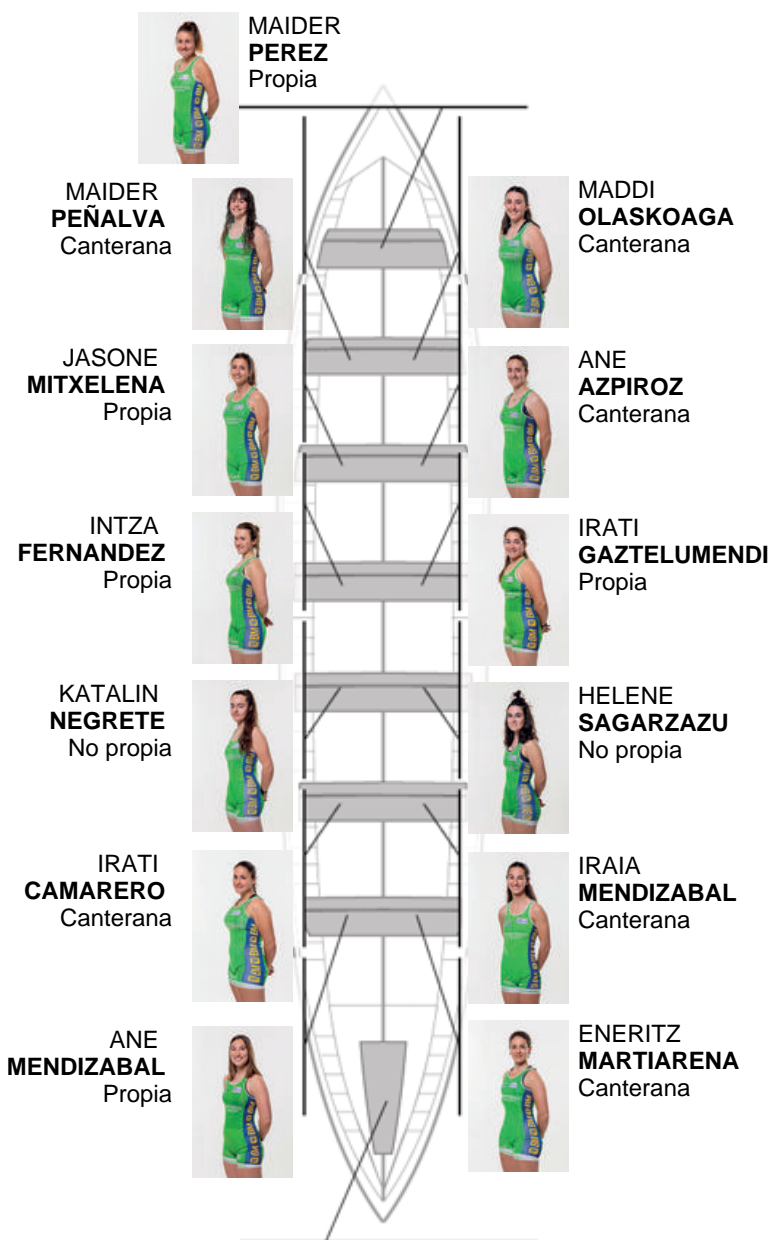 MAIDER
PEREZ
Propia
MAIDER
PEÑALVA
Canterana
MADDI
OLASKOAGA
Canterana
JASONE
MITXELENA
Propia
ANE
AZPIROZ
Canterana
INTZA
FERNANDEZ
Propia
IRATI
GAZTELUMENDI
Propia
KATALIN
NEGRETE
No propia
HELENE
SAGARZAZU
No propia
IRATI
CAMARERO
Canterana
IRAIA
MENDIZABAL
Canterana
ANE
MENDIZABAL
Propia
ENERITZ
MARTIARENA
Canterana